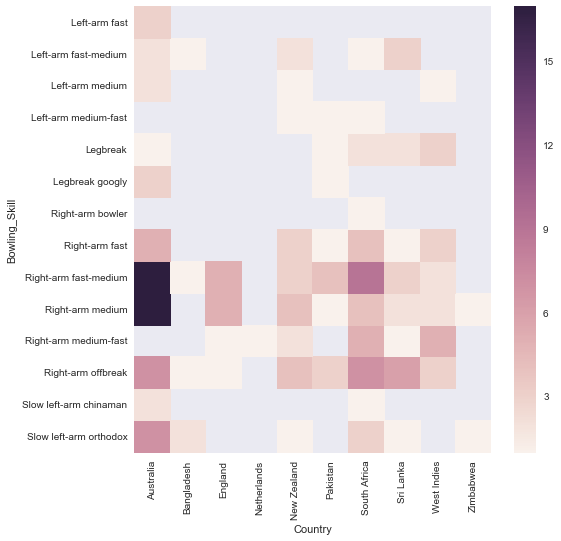 Left-arm fast
Left-arm fast-medium
Left-arm medium
Left-arm medium-fast
Legbreak
Legbreak googly
Right-arm bowler
Right-arm fast
Right-arm fast-medium
Right-arm medium
Right-arm medium-fast
Right-arm offbreak
Slow left-arm chinaman
Slow left-arm orthodox
Bowling_Skill
Australia
Bangladesh
England
Netherlands
New Zealand
Pakistan
South Africa
Sri Lanka
West Indies
Zimbabwea
Country
15
12
9
6
3